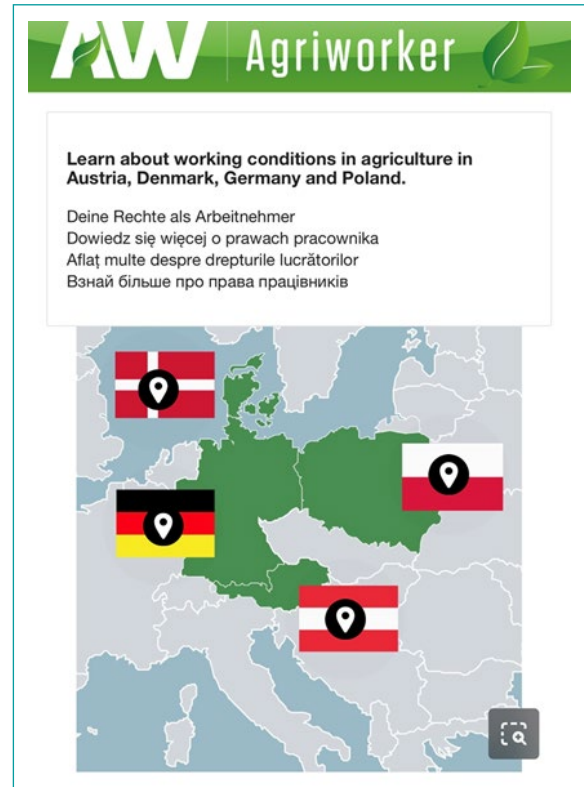 AW Agriworker
Learn about working conditions in agriculture in
Austria, Denmark, Germany and Poland.
Deine Rechte als Arbeitnehmer
Dowiedz się więcej o prawach pracownika
Aflaț multe despre drepturile lucrătorilor
Взнай більше про права працівників